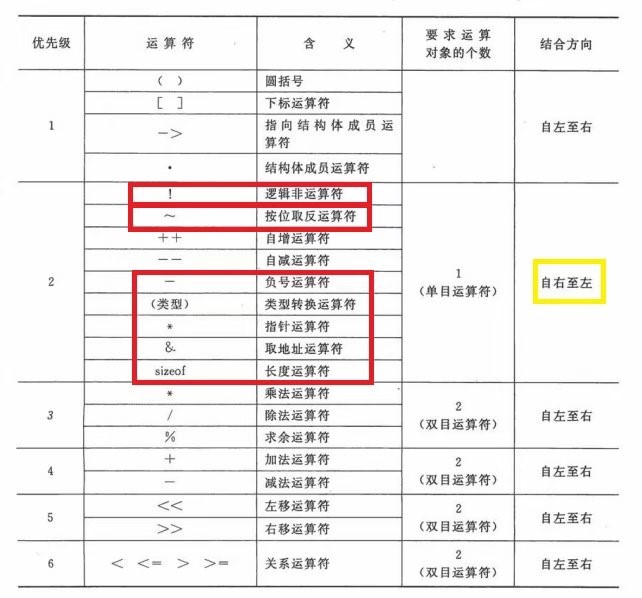 优先级 运算符 含 义 要求运算对象的个数 结合方向
1 自左至右
( ) 圆括号
[ ] 下标运算符
—> 指向结构体成员运算符
· 结构体成员运算符
2 1 (单目运算符) 自右至左
! 逻辑非运算符
~ 按位取反运算符
++ 自增运算符
—— 自减运算符
— 负号运算符
(类型) 类型转换运算符
* 指针运算符
& 取地址运算符
sizeof 长度运算符
3 2 (双目运算符) 自左至右
* 乘法运算符
/ 除法运算符
% 求余运算符
4 2 (双目运算符) 自左至右
+ 加法运算符
— 减法运算符
5 2 (双目运算符) 自左至右
<< 左移运算符
>> 右移运算符
6 < <= > >= 关系运算符 2 (双目运算符) 自左至右